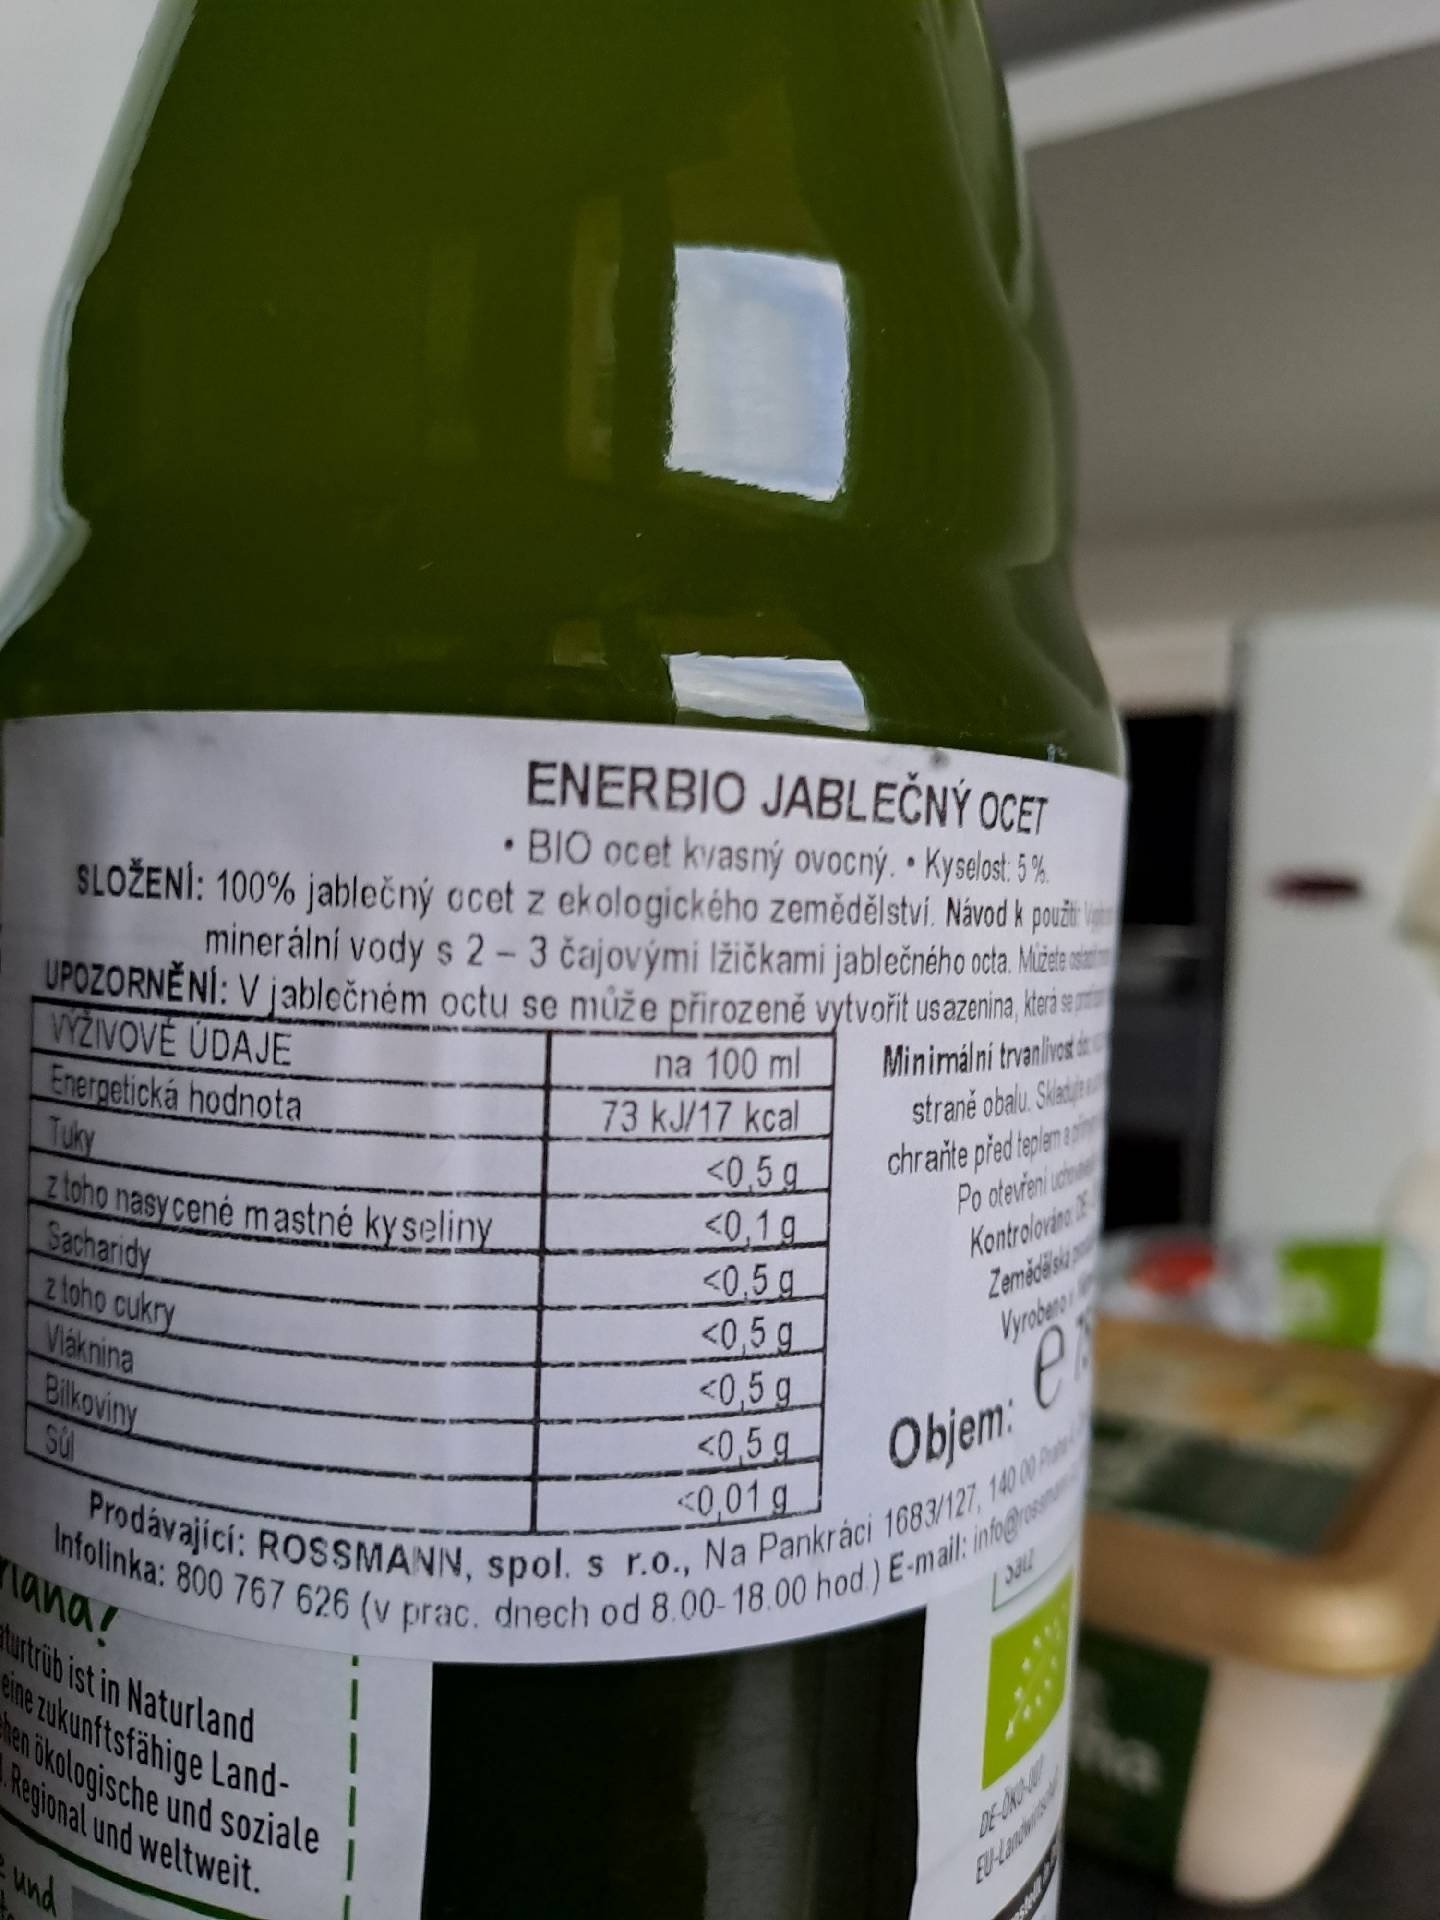 ENERBIO JABLEČNÝ OCET
• BIO ocet kvasný ovocný. • Kyselost: 5 %.
SLOŽENÍ: 100% jablečný ocet z ekologického zemědělství. Návod k použití:
minerální vody s 2 – 3 čajovými lžičkami jablečného octa. Můžete
UPOZORNĚNÍ: V jablečném octu se může přirozeně vytvořit usazenina, která se
VÝŽIVOVÉ ÚDAJE na 100 ml
Energetická hodnota 73 kJ/17 kcal
Tuky <0,5 g
z toho nasycené mastné kyseliny <0,1 g
Sacharidy <0,5 g
z toho cukry <0,5 g
Vláknina <0,5 g
Bílkoviny <0,5 g
Sůl <0,01 g
Minimální trvanlivost
straně obalu. Skladujte
chraňte před teplem a
Po otevření
Kontrolováno:
Zemědělská
Vyrobeno
Objem: e
Prodávající: ROSSMANN, spol. s r.o., Na Pankráci 1683/127, 140 00
Infolinka: 800 767 626 (v prac. dnech od 8.00-18.00 hod.) E-mail:
ist in Naturland
eine zukunftsfähige Land-
ökologische und soziale
Regional und weltweit.
und
Salz